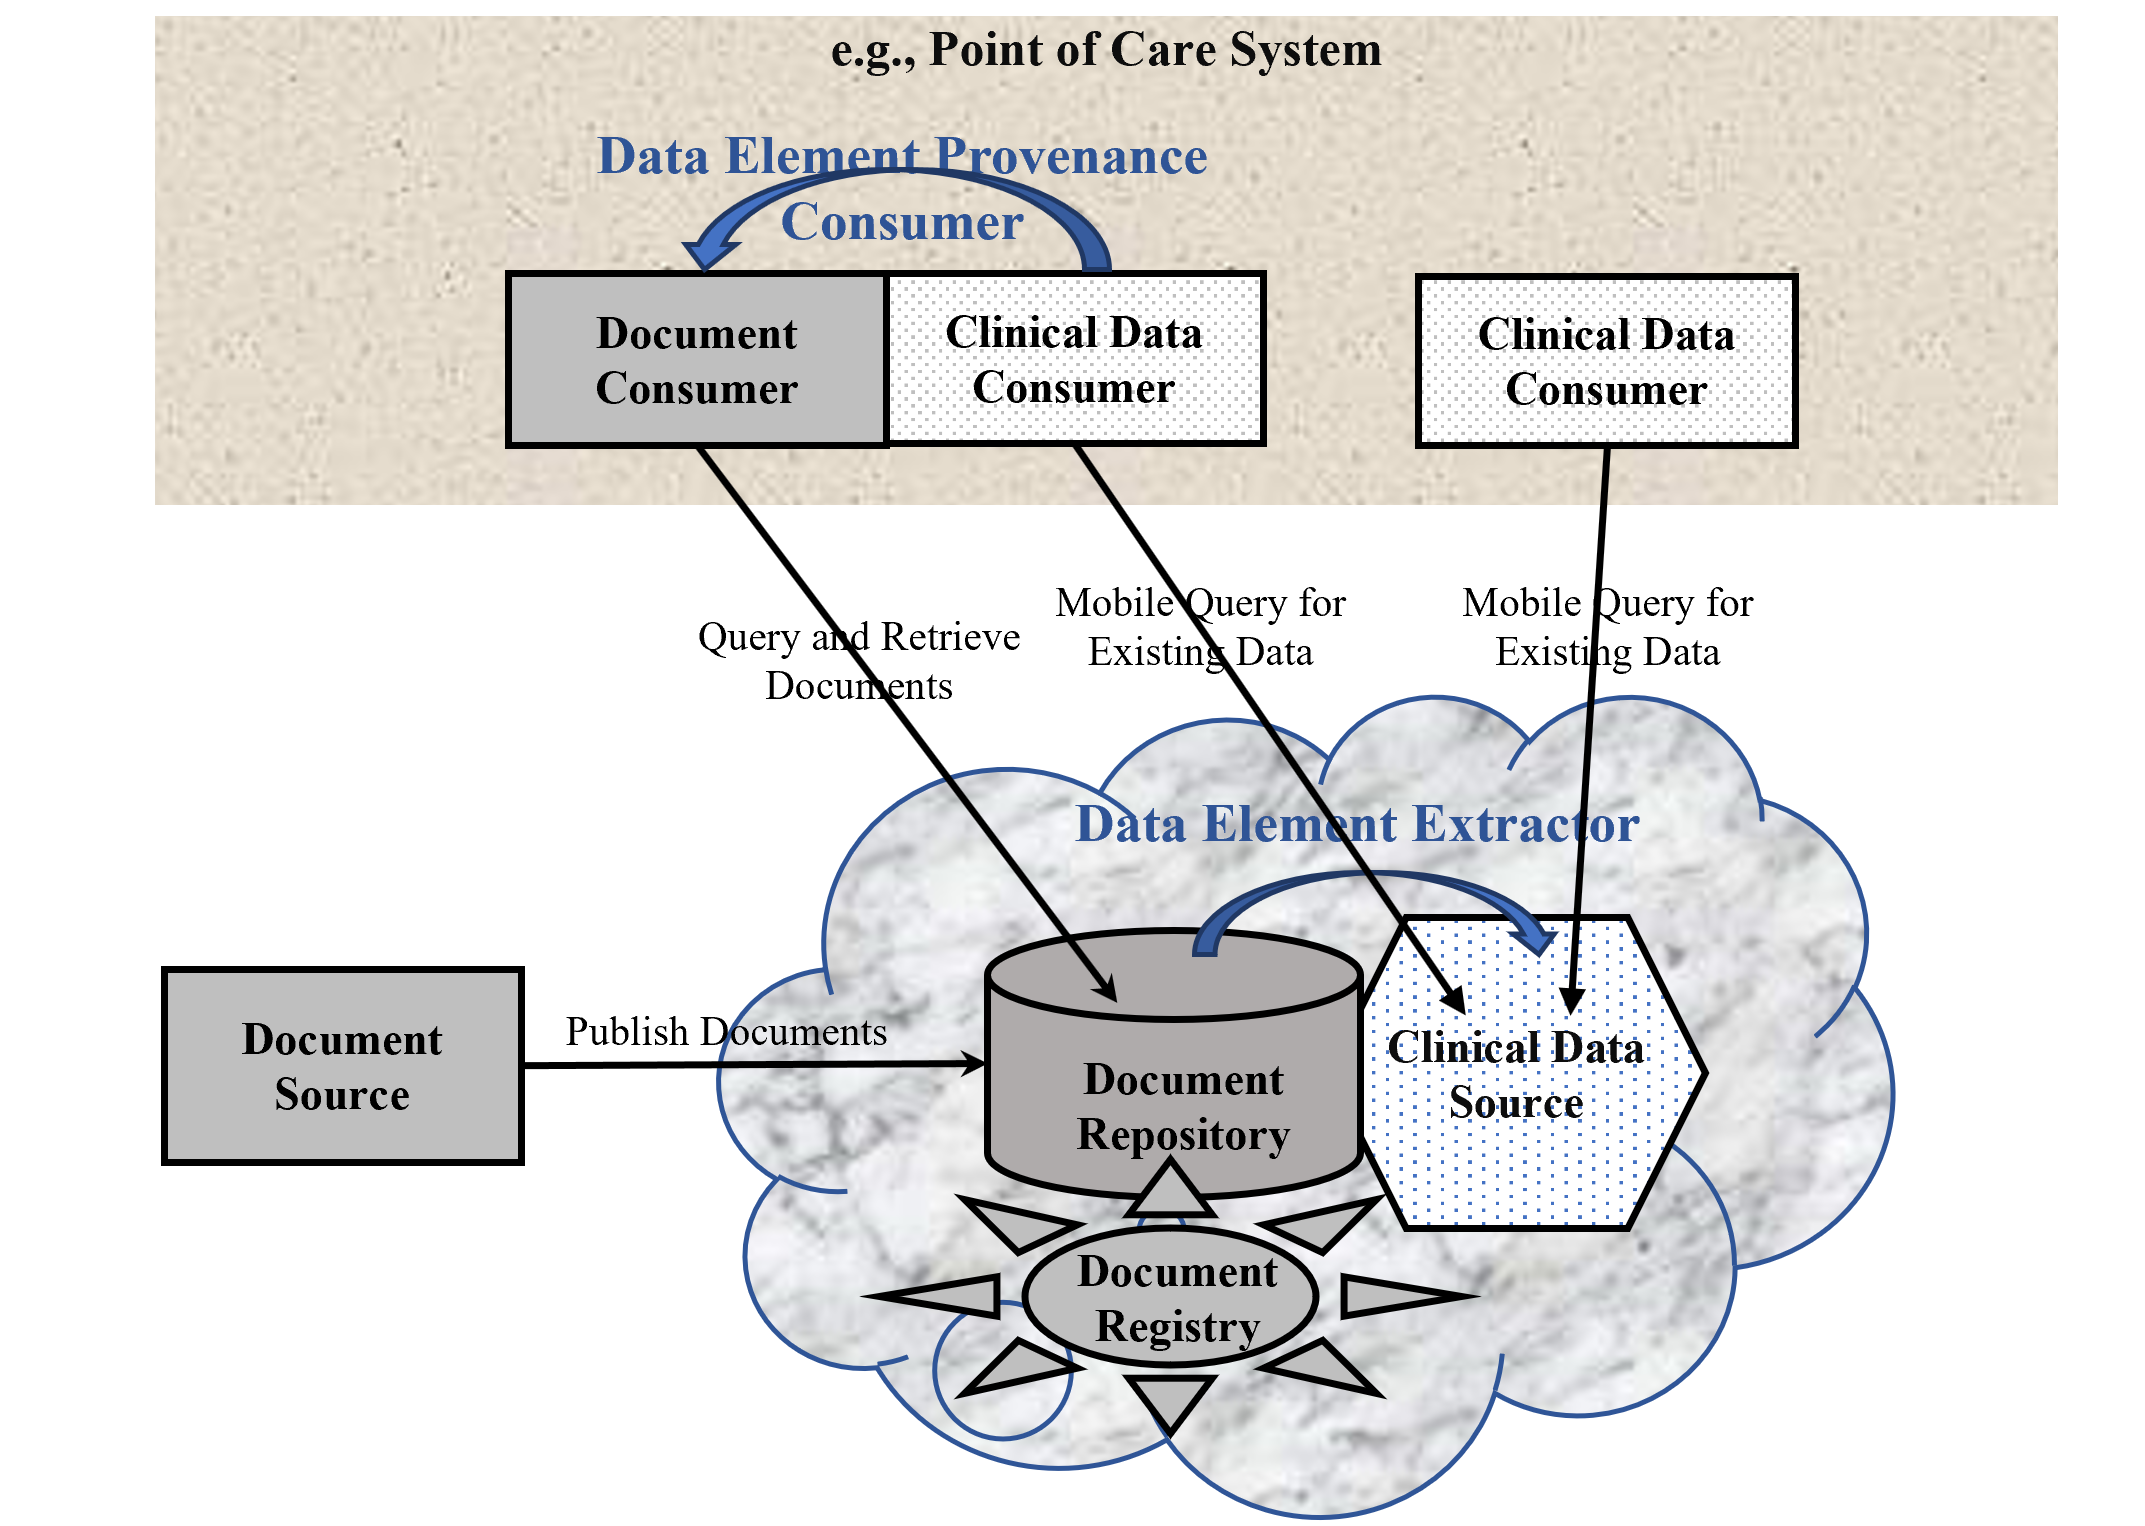 e.g., Point of Care System
Data Element Provenance
Consumer
Document
Consumer
Clinical Data
Consumer
Clinical Data
Consumer
Query and Retrieve
Documents
Mobile Query for
Existing Data
Mobile Query for
Existing Data
Data Element Extractor
Document
Source
Publish Documents
Document
Repository
Clinical Data
Source
Document
Registry